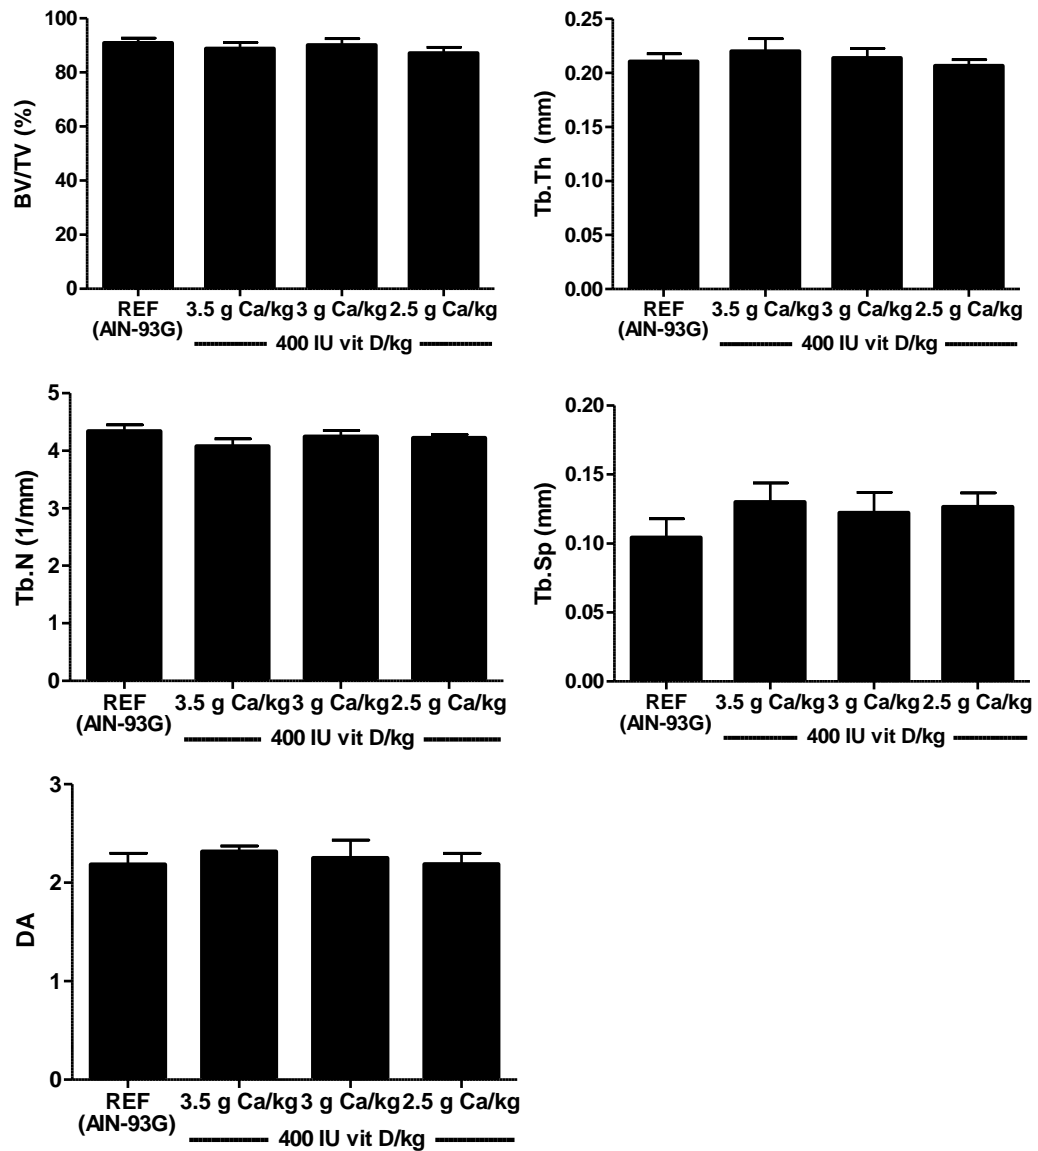 BV/TV (%)
100
80
60
40
20
0
REF
(AIN-93G)
3.5 g Ca/kg
3 g Ca/kg
2.5 g Ca/kg
400 IU vit D/kg
Tb.Th (mm)
0.25
0.20
0.15
0.10
0.05
0.00
REF
(AIN-93G)
3.5 g Ca/kg
3 g Ca/kg
2.5 g Ca/kg
400 IU vit D/kg
Tb.N (1/mm)
5
4
3
2
1
0
REF
(AIN-93G)
3.5 g Ca/kg
3 g Ca/kg
2.5 g Ca/kg
400 IU vit D/kg
Tb.Sp (mm)
0.20
0.15
0.10
0.05
0.00
REF
(AIN-93G)
3.5 g Ca/kg
3 g Ca/kg
2.5 g Ca/kg
400 IU vit D/kg
DA
3
2
1
0
REF
(AIN-93G)
3.5 g Ca/kg
3 g Ca/kg
2.5 g Ca/kg
400 IU vit D/kg